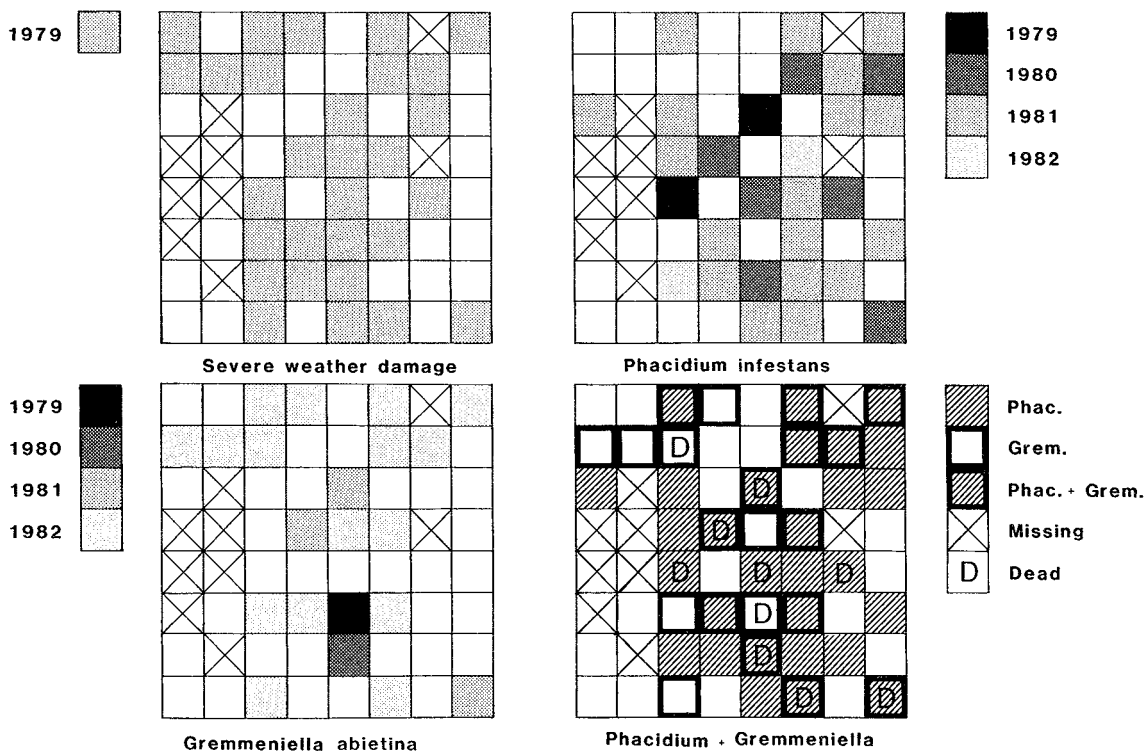 1979
1979
1980
1981
1982
Severe weather damage
Phacidium infestans
1979
1980
1981
1982
D
D
D
D
D
D
D
D
D
D
Phac.
Grem.
Phac. + Grem.
Missing
D Dead
Gremmeniella abietina
Phacidium + Gremmeniella